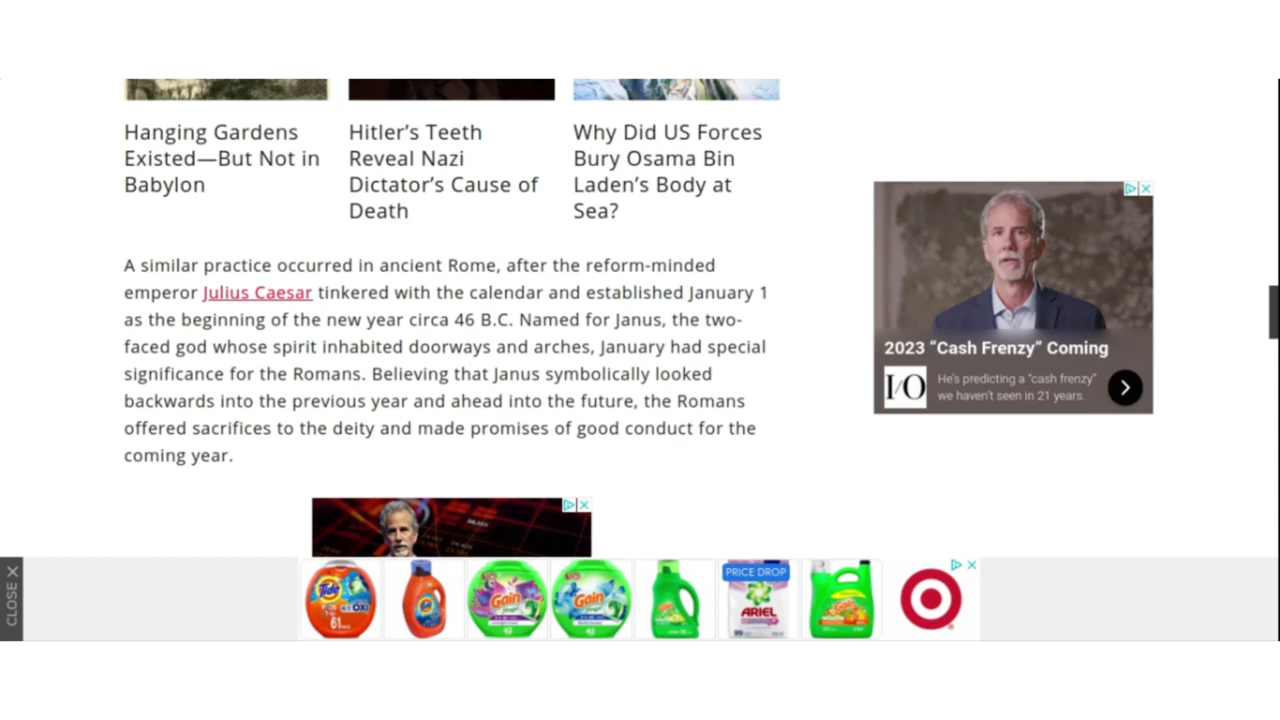 Hanging Gardens
Existed—But Not in
Babylon
Hitler’s Teeth
Reveal Nazi
Dictator’s Cause of
Death
Why Did US Forces
Bury Osama Bin
Laden’s Body at
Sea?
A similar practice occurred in ancient Rome, after the reform-minded
emperor Julius Caesar tinkered with the calendar and established January 1
as the beginning of the new year circa 46 B.C. Named for Janus, the two-
faced god whose spirit inhabited doorways and arches, January had special
significance for the Romans. Believing that Janus symbolically looked
backwards into the previous year and ahead into the future, the Romans
offered sacrifices to the deity and made promises of good conduct for the
coming year.
2023 “Cash Frenzy” Coming
I/O
He’s predicting a “cash frenzy”
we haven’t seen in 21 years.
CLOSE X
Tide
OXI
61
Gain
42
Gain
PRICE DROP
ARIEL
Gain